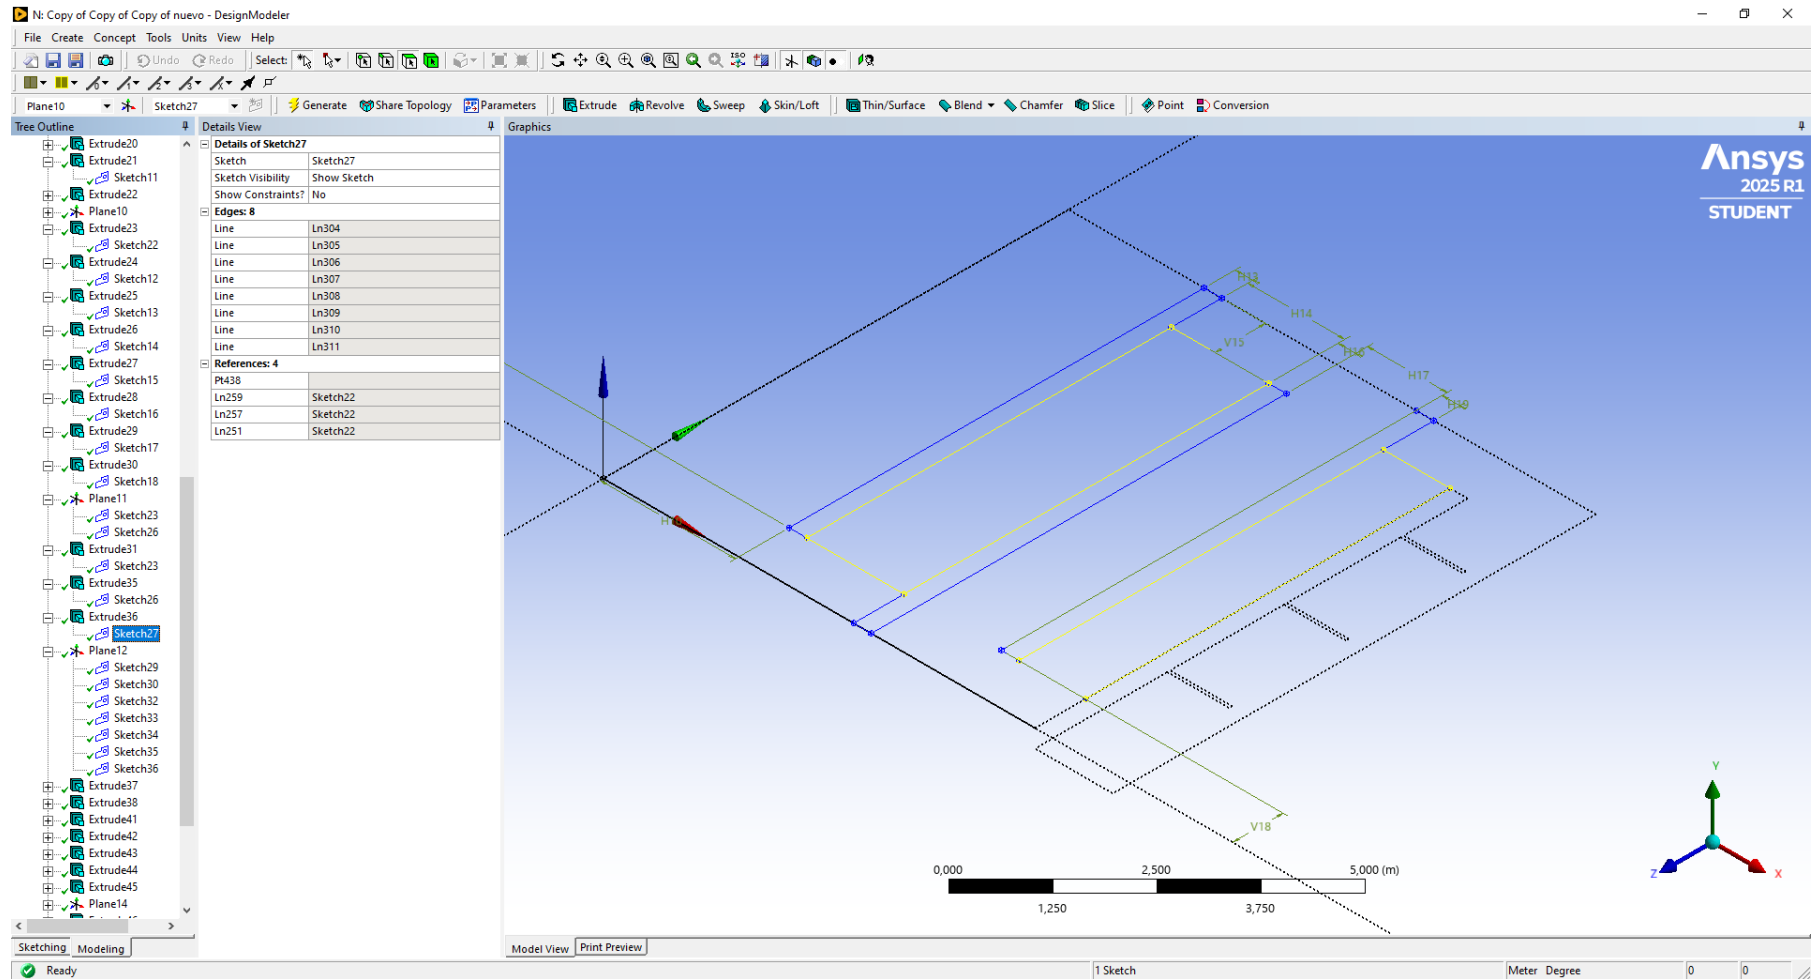 N: Copy of Copy of Copy of nuevo - DesignModeler
File Create Concept Tools Units View Help
Undo Redo Select: ISO
Plane10 Sketch27 Generate Share Topology Parameters Extrude Revolve Sweep Skin/Loft Thin/Surface Blend Chamfer Slice Point Conversion
Tree Outline
Extrude20
Extrude21
Sketch11
Extrude22
Plane10
Extrude23
Sketch22
Extrude24
Sketch12
Extrude25
Sketch13
Extrude26
Sketch14
Extrude27
Sketch15
Extrude28
Sketch16
Extrude29
Sketch17
Extrude30
Sketch18
Plane11
Sketch23
Sketch26
Extrude31
Sketch23
Extrude35
Sketch26
Extrude36
Sketch27
Plane12
Sketch29
Sketch30
Sketch32
Sketch33
Sketch34
Sketch35
Sketch36
Extrude37
Extrude38
Extrude41
Extrude42
Extrude43
Extrude44
Extrude45
Plane14
Sketching Modeling
Details View
Details of Sketch27
Sketch Sketch27
Sketch Visibility Show Sketch
Show Constraints? No
Edges: 8
Line Ln304
Line Ln305
Line Ln306
Line Ln307
Line Ln308
Line Ln309
Line Ln310
Line Ln311
References: 4
Pt438
Ln259 Sketch22
Ln257 Sketch22
Ln251 Sketch22
Graphics
Ansys
2025 R1
STUDENT
H13
H14
V15
H16
H17
H19
V18
0,000 2,500 5,000 (m)
1,250 3,750
Y
Z X
Model View Print Preview
Ready 1 Sketch Meter Degree 0 0